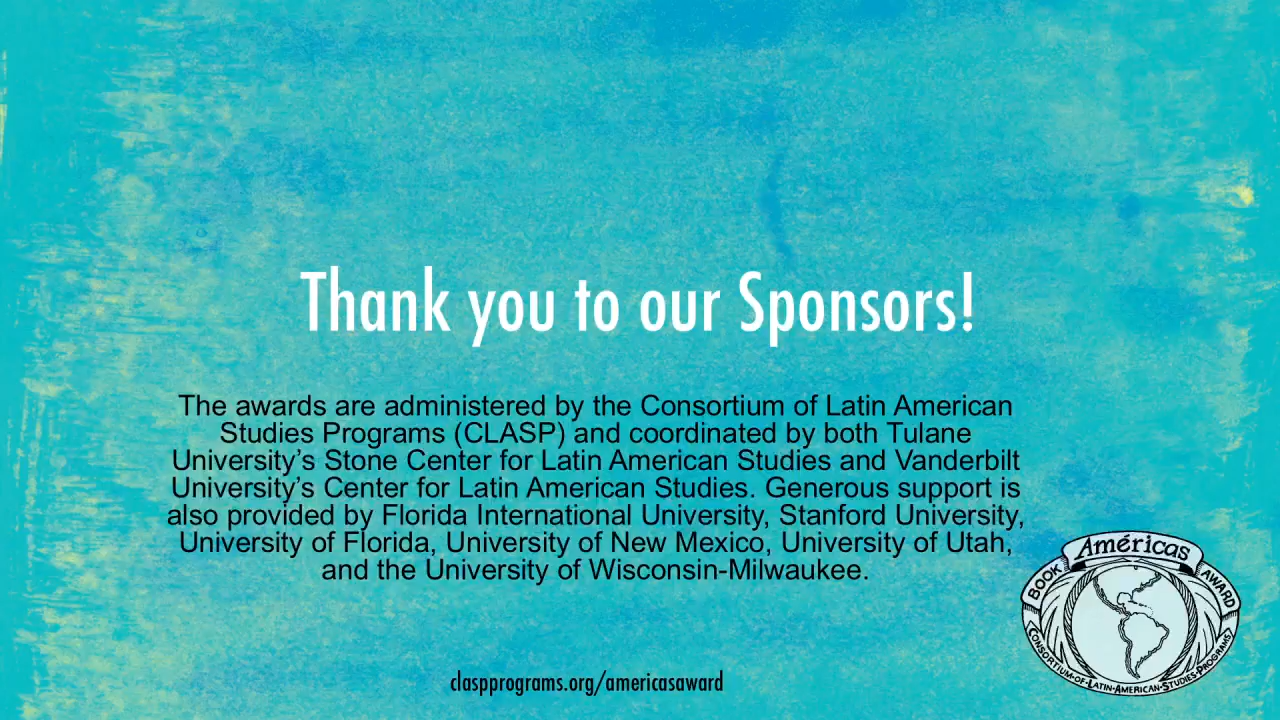 Thank you to our Sponsors!
The awards are administered by the Consortium of Latin American
Studies Programs (CLASP) and coordinated by both Tulane
University’s Stone Center for Latin American Studies and Vanderbilt
University’s Center for Latin American Studies. Generous support is
also provided by Florida International University, Stanford University,
University of Florida, University of New Mexico, University of Utah,
and the University of Wisconsin-Milwaukee.
Américas
BOOK AWARD
CONSORTIUM-OF-LATIN-AMERICAN-STUDIES-PROGRAMS
claspprograms.org/americasaward